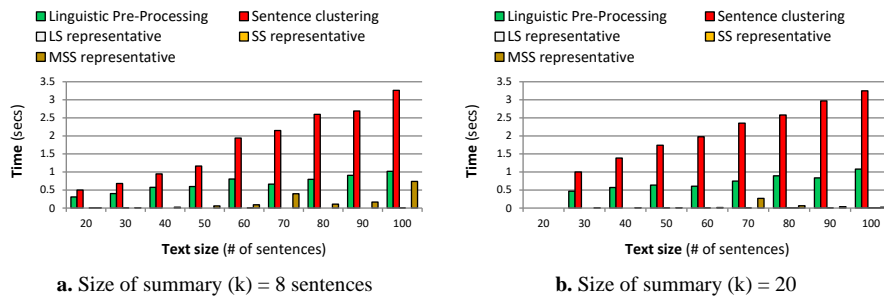 Linguistic Pre-Processing Sentence clustering
LS representative SS representative
MSS representative
3.5
3
2.5
2
1.5
1
0.5
0
Time (secs)
20 30 40 50 60 70 80 90 100
Text size (# of sentences)
a. Size of summary (k) = 8 sentences
Linguistic Pre-Processing Sentence clustering
LS representative SS representative
MSS representative
3.5
3
2.5
2
1.5
1
0.5
0
Time (secs)
20 30 40 50 60 70 80 90 100
Text size (# of sentences)
b. Size of summary (k) = 20